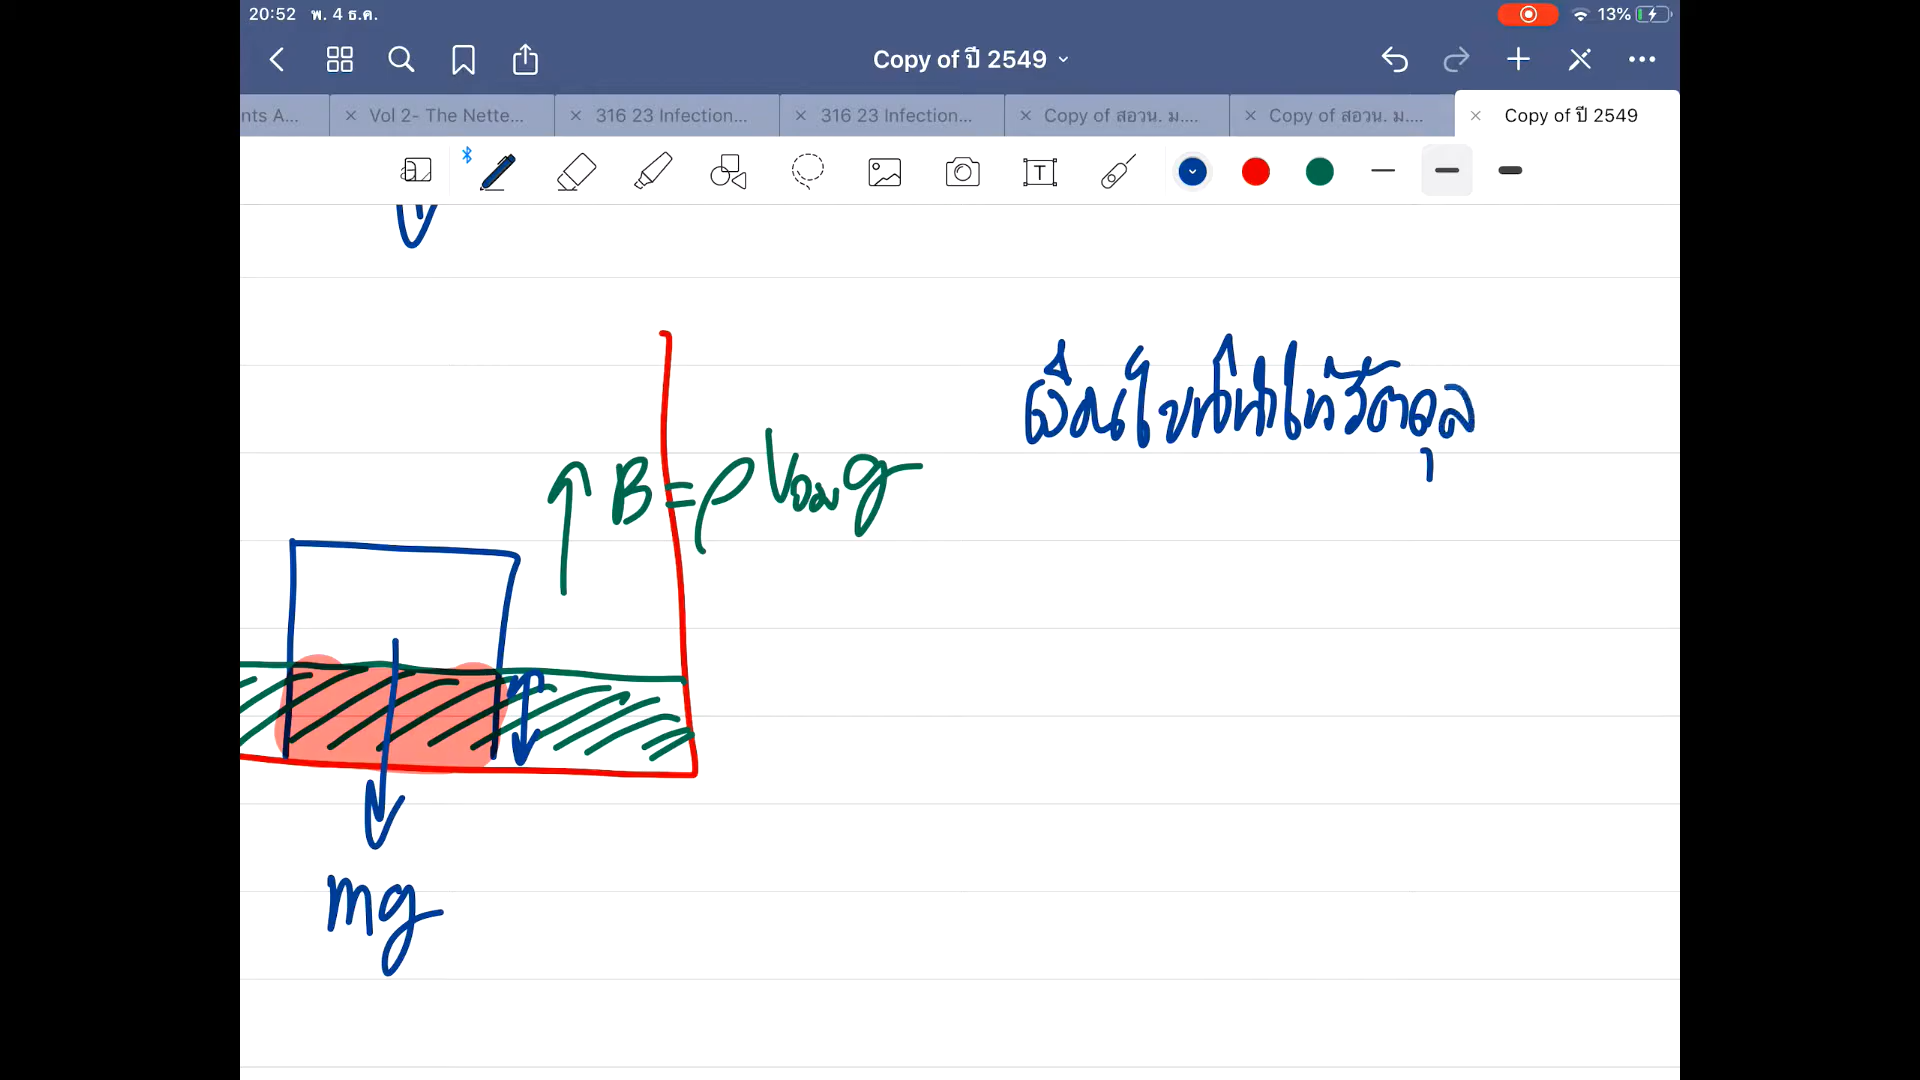 20:52 พ. 4 ธ.ค.
13%
Copy of ปี 2549
nts A...
Vol 2- The Nette...
316 23 Infection...
316 23 Infection...
Copy of สอวน. ม....
Copy of สอวน. ม....
Copy of ปี 2549
T
เงื่อนไขที่ทำให้วัตถุ
B = ρVจมg
mg